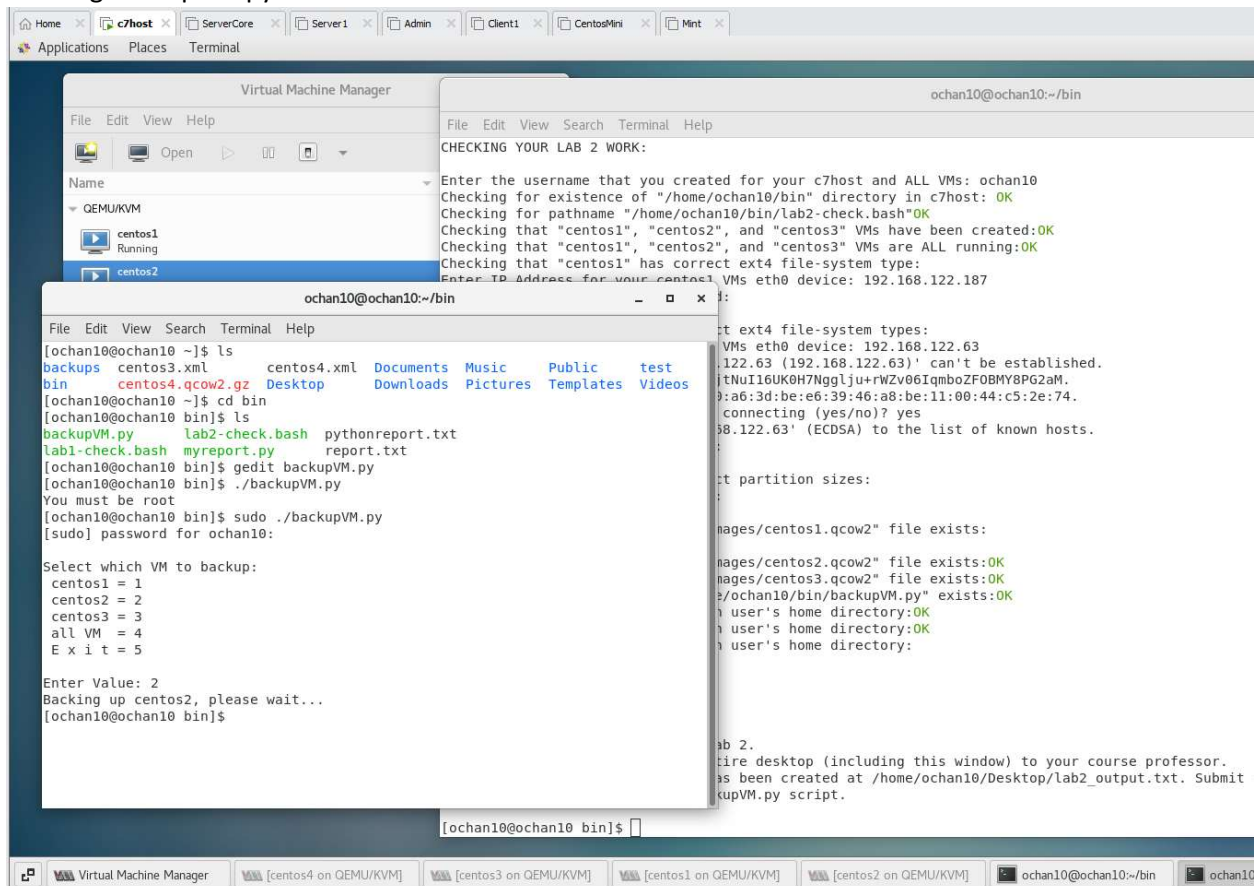 Home c7host ServerCore Server1 Admin Client1 CentosMini Mint
Applications Places Terminal
Virtual Machine Manager
File Edit View Help
Open
Name
QEMU/KVM
centos1
Running
centos2
ochan10@ochan10:~/bin
File Edit View Search Terminal Help
CHECKING YOUR LAB 2 WORK:
Enter the username that you created for your c7host and ALL VMs: ochan10
Checking for existence of "/home/ochan10/bin" directory in c7host: OK
Checking for pathname "/home/ochan10/bin/lab2-check.bash"OK
Checking that "centos1", "centos2", and "centos3" VMs have been created:OK
Checking that "centos1", "centos2", and "centos3" VMs are ALL running:OK
Checking that "centos1" has correct ext4 file-system type:
Enter IP Address for your centos1 VMs eth0 device: 192.168.122.187
d:
ct ext4 file-system types:
VMs eth0 device: 192.168.122.63
.122.63 (192.168.122.63)' can't be established.
jtNuI16UK0H7Ngglju+rWZv06IqmboZFOBMY8PG2aM.
:a6:3d:be:e6:39:46:a8:be:11:00:44:c5:2e:74.
connecting (yes/no)? yes
68.122.63' (ECDSA) to the list of known hosts.
:
ct partition sizes:
:
mages/centos1.qcow2" file exists:
mages/centos2.qcow2" file exists:OK
mages/centos3.qcow2" file exists:OK
e/ochan10/bin/backupVM.py" exists:OK
n user's home directory:OK
n user's home directory:OK
n user's home directory:
ab 2.
tire desktop (including this window) to your course professor.
as been created at /home/ochan10/Desktop/lab2_output.txt. Submit
kupVM.py script.
[ochan10@ochan10 bin]$
ochan10@ochan10:~/bin
File Edit View Search Terminal Help
[ochan10@ochan10 ~]$ ls
backups centos3.xml centos4.xml Documents Music Public test
bin centos4.qcow2.gz Desktop Downloads Pictures Templates Videos
[ochan10@ochan10 ~]$ cd bin
[ochan10@ochan10 bin]$ ls
backupVM.py lab2-check.bash pythonreport.txt
lab1-check.bash myreport.py report.txt
[ochan10@ochan10 bin]$ gedit backupVM.py
[ochan10@ochan10 bin]$ ./backupVM.py
You must be root
[ochan10@ochan10 bin]$ sudo ./backupVM.py
[sudo] password for ochan10:
Select which VM to backup:
centos1 = 1
centos2 = 2
centos3 = 3
all VM = 4
E x i t = 5
Enter Value: 2
Backing up centos2, please wait...
[ochan10@ochan10 bin]$
Virtual Machine Manager [centos4 on QEMU/KVM] [centos3 on QEMU/KVM] [centos1 on QEMU/KVM] [centos2 on QEMU/KVM] ochan10@ochan10:~/bin ochan10